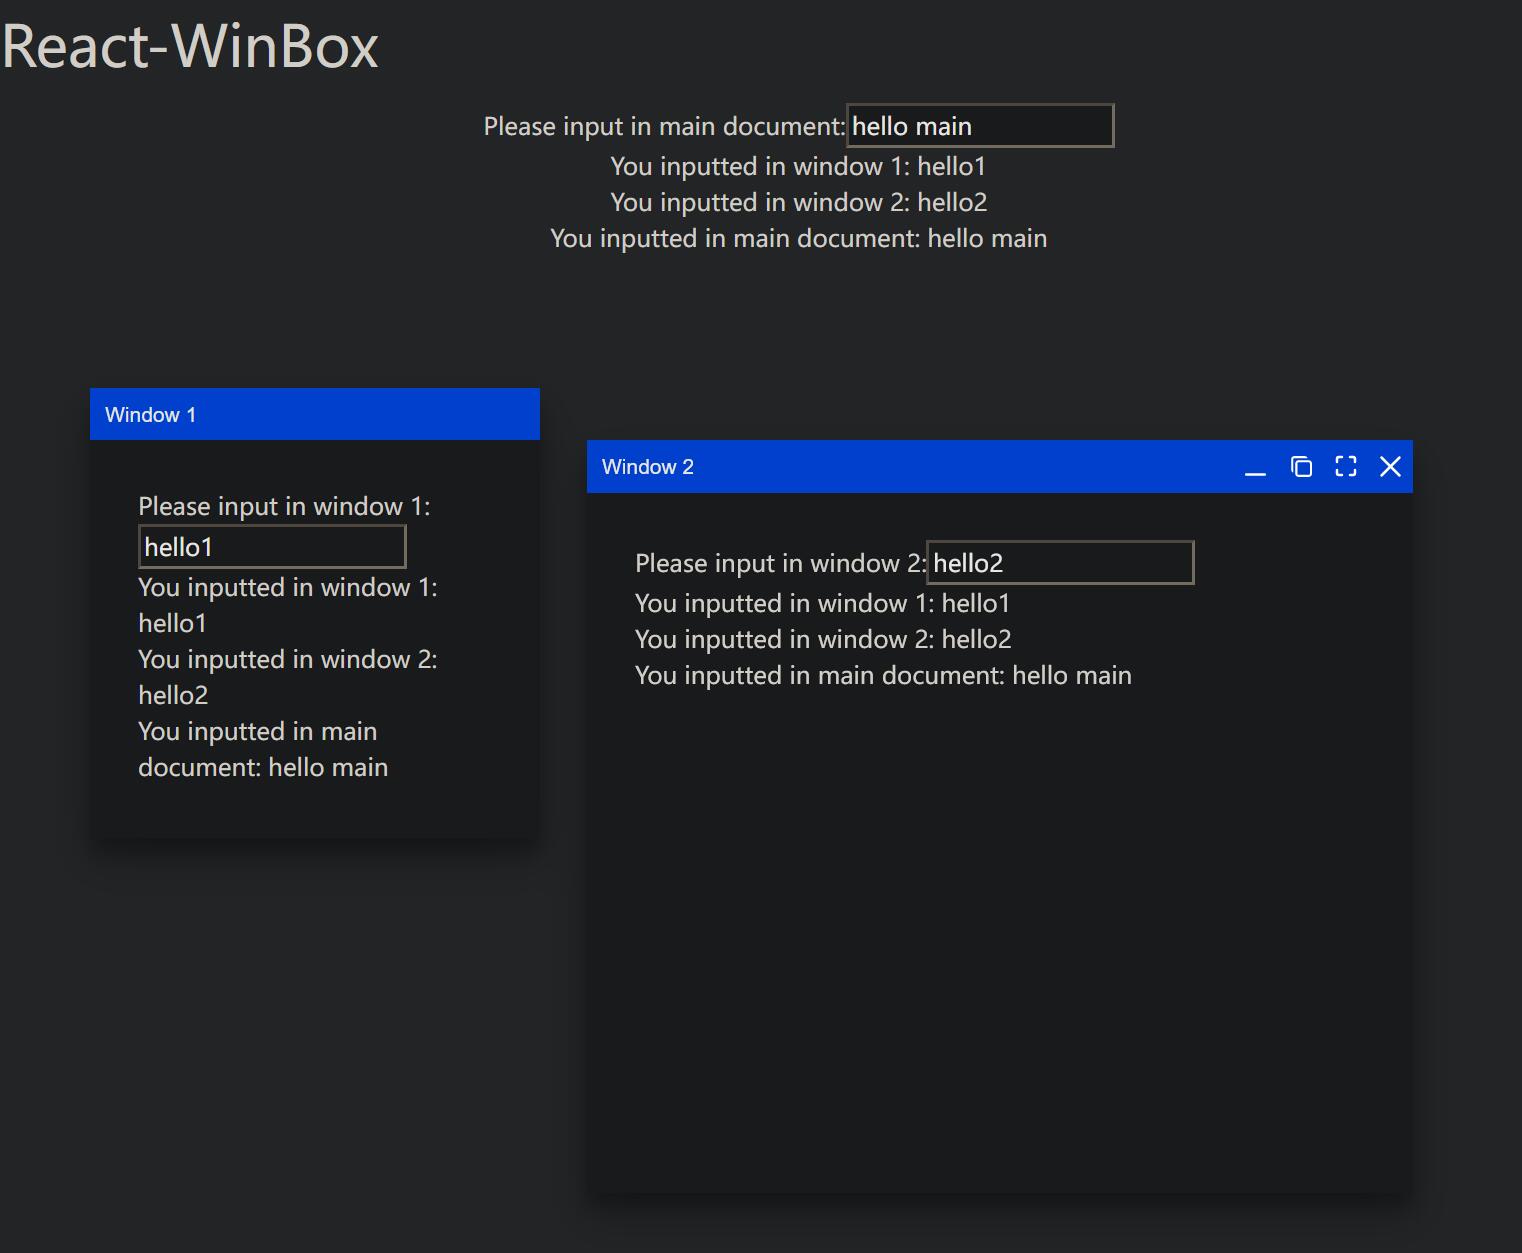 React-WinBox
Please input in main document: hello main
You inputted in window 1: hello1
You inputted in window 2: hello2
You inputted in main document: hello main
Window 1
Please input in window 1:
hello1
You inputted in window 1:
hello1
You inputted in window 2:
hello2
You inputted in main
document: hello main
Window 2
Please input in window 2: hello2
You inputted in window 1: hello1
You inputted in window 2: hello2
You inputted in main document: hello main